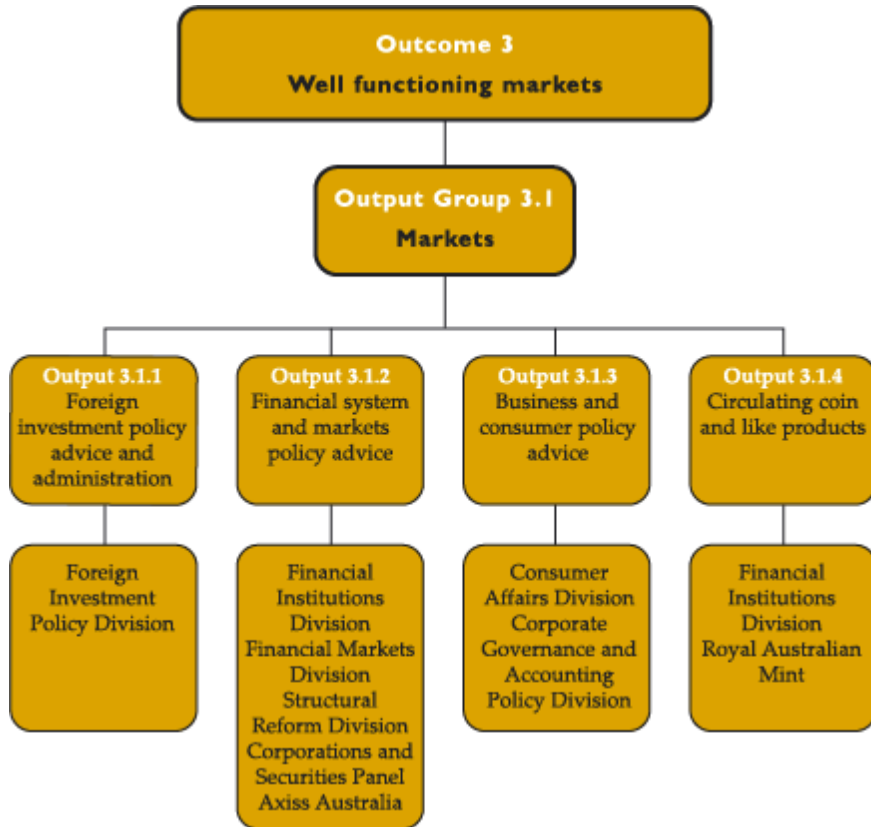 Outcome 3
Well functioning markets
Output Group 3.1
Markets
Output 3.1.1
Foreign
investment policy
advice and
administration
Output 3.1.2
Financial system
and markets
policy advice
Output 3.1.3
Business and
consumer policy
advice
Output 3.1.4
Circulating coin
and like products
Foreign
Investment
Policy Division
Financial
Institutions
Division
Financial Markets
Division
Structural
Reform Division
Corporations and
Securities Panel
Axiss Australia
Consumer
Affairs Division
Corporate
Governance and
Accounting
Policy Division
Financial
Institutions
Division
Royal Australian
Mint